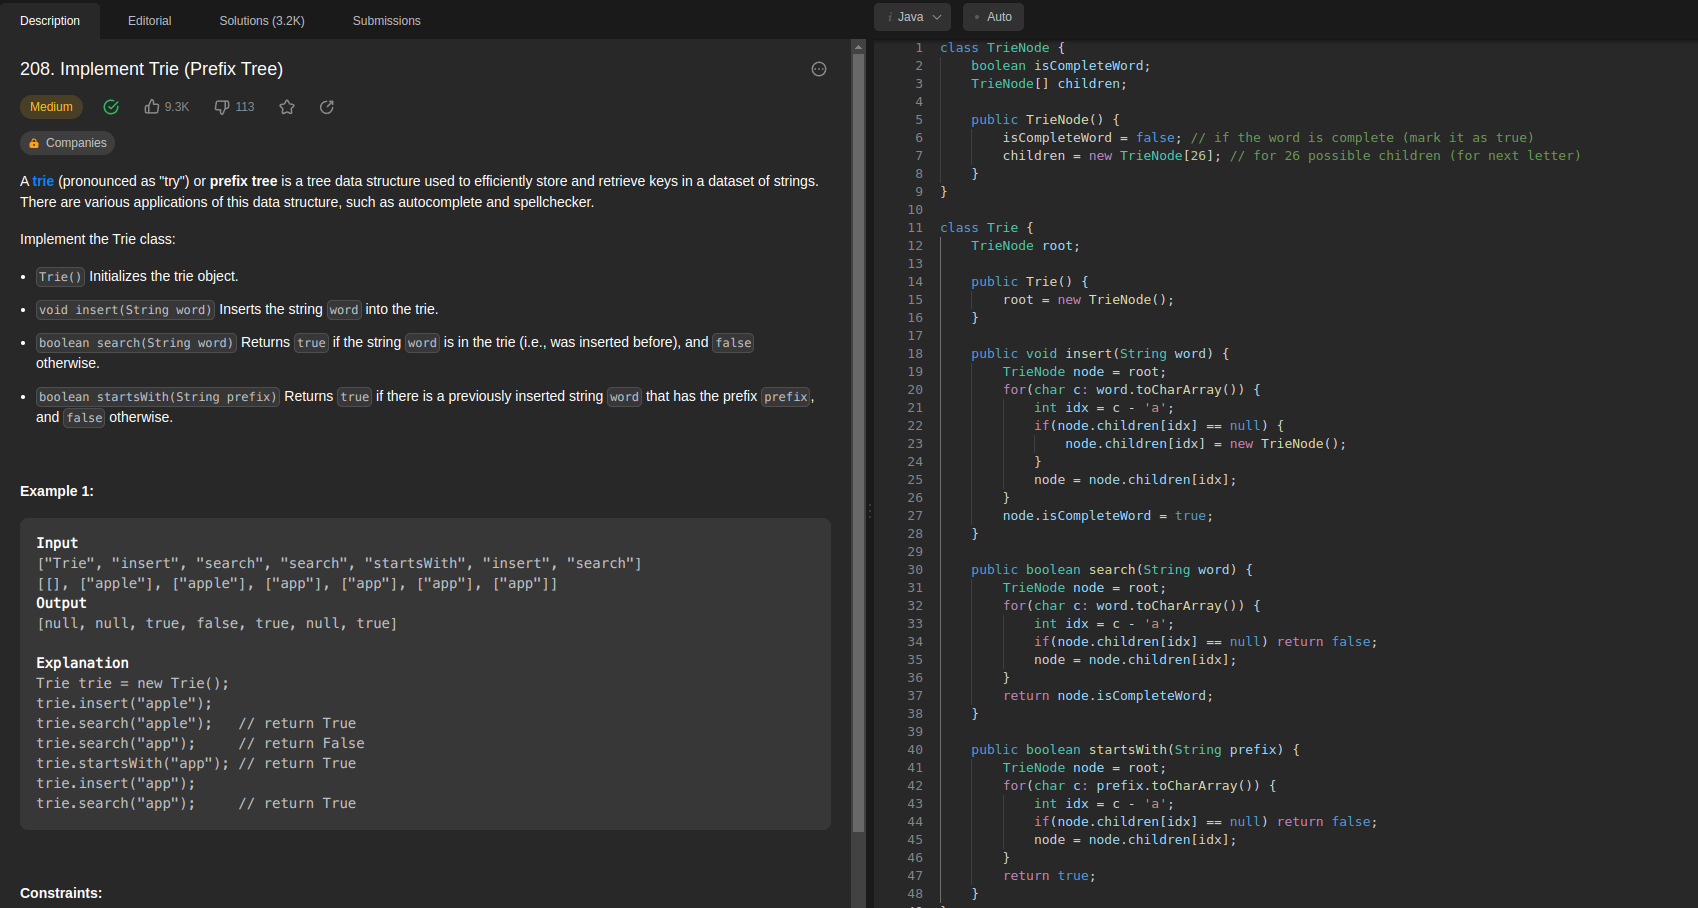 Description Editorial Solutions (3.2K) Submissions
208. Implement Trie (Prefix Tree)
Medium 9.3K 113
Companies
A trie (pronounced as "try") or prefix tree is a tree data structure used to efficiently store and retrieve keys in a dataset of strings.
There are various applications of this data structure, such as autocomplete and spellchecker.
Implement the Trie class:
• Trie() Initializes the trie object.
• void insert(String word) Inserts the string word into the trie.
• boolean search(String word) Returns true if the string word is in the trie (i.e., was inserted before), and false
otherwise.
• boolean startsWith(String prefix) Returns true if there is a previously inserted string word that has the prefix prefix,
and false otherwise.
Example 1:
Input
["Trie", "insert", "search", "search", "startsWith", "insert", "search"]
[[], ["apple"], ["apple"], ["app"], ["app"], ["app"], ["app"]]
Output
[null, null, true, false, true, null, true]
Explanation
Trie trie = new Trie();
trie.insert("apple");
trie.search("apple");   // return True
trie.search("app");     // return False
trie.startsWith("app"); // return True
trie.insert("app");
trie.search("app");     // return True
Constraints:
i Java • Auto
1 class TrieNode {
2     boolean isCompleteWord;
3     TrieNode[] children;
4
5     public TrieNode() {
6         isCompleteWord = false; // if the word is complete (mark it as true)
7         children = new TrieNode[26]; // for 26 possible children (for next letter)
8     }
9 }
10
11 class Trie {
12     TrieNode root;
13
14     public Trie() {
15         root = new TrieNode();
16     }
17
18     public void insert(String word) {
19         TrieNode node = root;
20         for(char c: word.toCharArray()) {
21             int idx = c - 'a';
22             if(node.children[idx] == null) {
23                 node.children[idx] = new TrieNode();
24             }
25             node = node.children[idx];
26         }
27         node.isCompleteWord = true;
28     }
29
30     public boolean search(String word) {
31         TrieNode node = root;
32         for(char c: word.toCharArray()) {
33             int idx = c - 'a';
34             if(node.children[idx] == null) return false;
35             node = node.children[idx];
36         }
37         return node.isCompleteWord;
38     }
39
40     public boolean startsWith(String prefix) {
41         TrieNode node = root;
42         for(char c: prefix.toCharArray()) {
43             int idx = c - 'a';
44             if(node.children[idx] == null) return false;
45             node = node.children[idx];
46         }
47         return true;
48     }